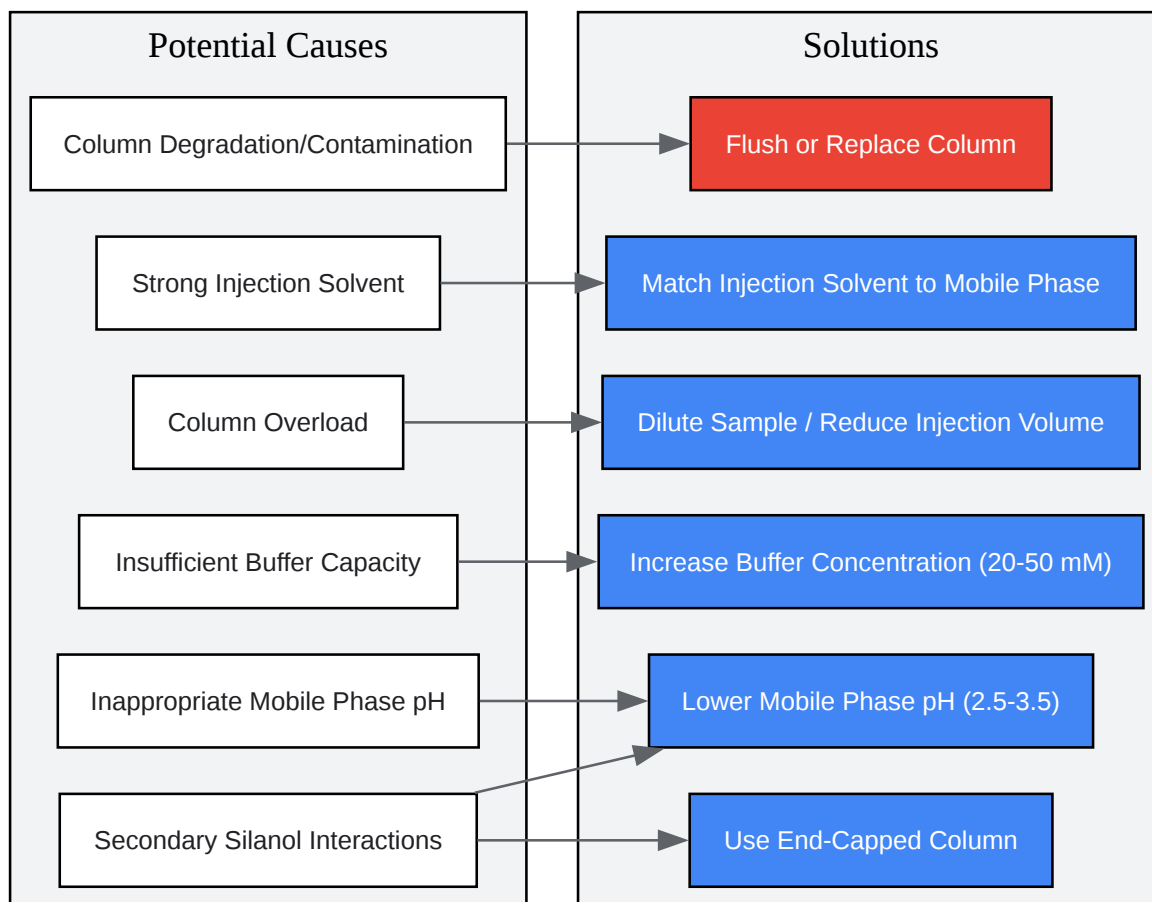 Potential Causes
Solutions
Column Degradation/Contamination
Flush or Replace Column
Strong Injection Solvent
Match Injection Solvent to Mobile Phase
Column Overload
Dilute Sample / Reduce Injection Volume
Insufficient Buffer Capacity
Increase Buffer Concentration (20-50 mM)
Inappropriate Mobile Phase pH
Lower Mobile Phase pH (2.5-3.5)
Secondary Silanol Interactions
Use End-Capped Column